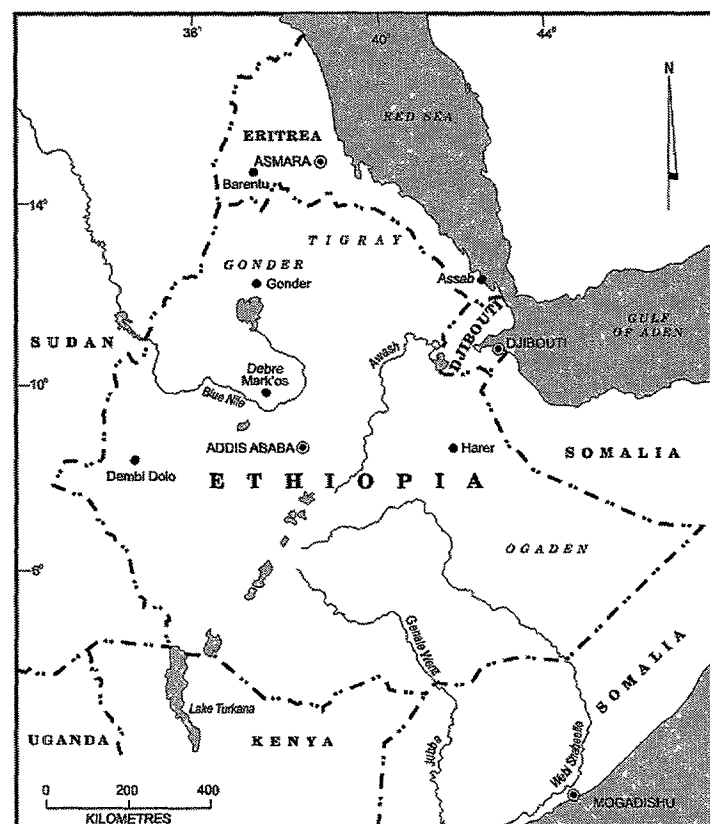 36°
40°
44°
N
RED SEA
ERITREA
ASMARA
Barentu
14°
TIGRAY
GONDER
Gonder
Assab
DJIBOUTI
GULF
OF ADEN
SUDAN
DJIBOUTI
Awash
Debre
Mark'os
10°
Blue Nile
ADDIS ABABA
Harer
SOMALIA
Dembi Dolo
ETHIOPIA
OGADEN
6°
Genale Wenz
SOMALIA
Lake Turkana
UGANDA
KENYA
Jubba
Webi Shabeelle
MOGADISHU
0 200 400
KILOMETRES